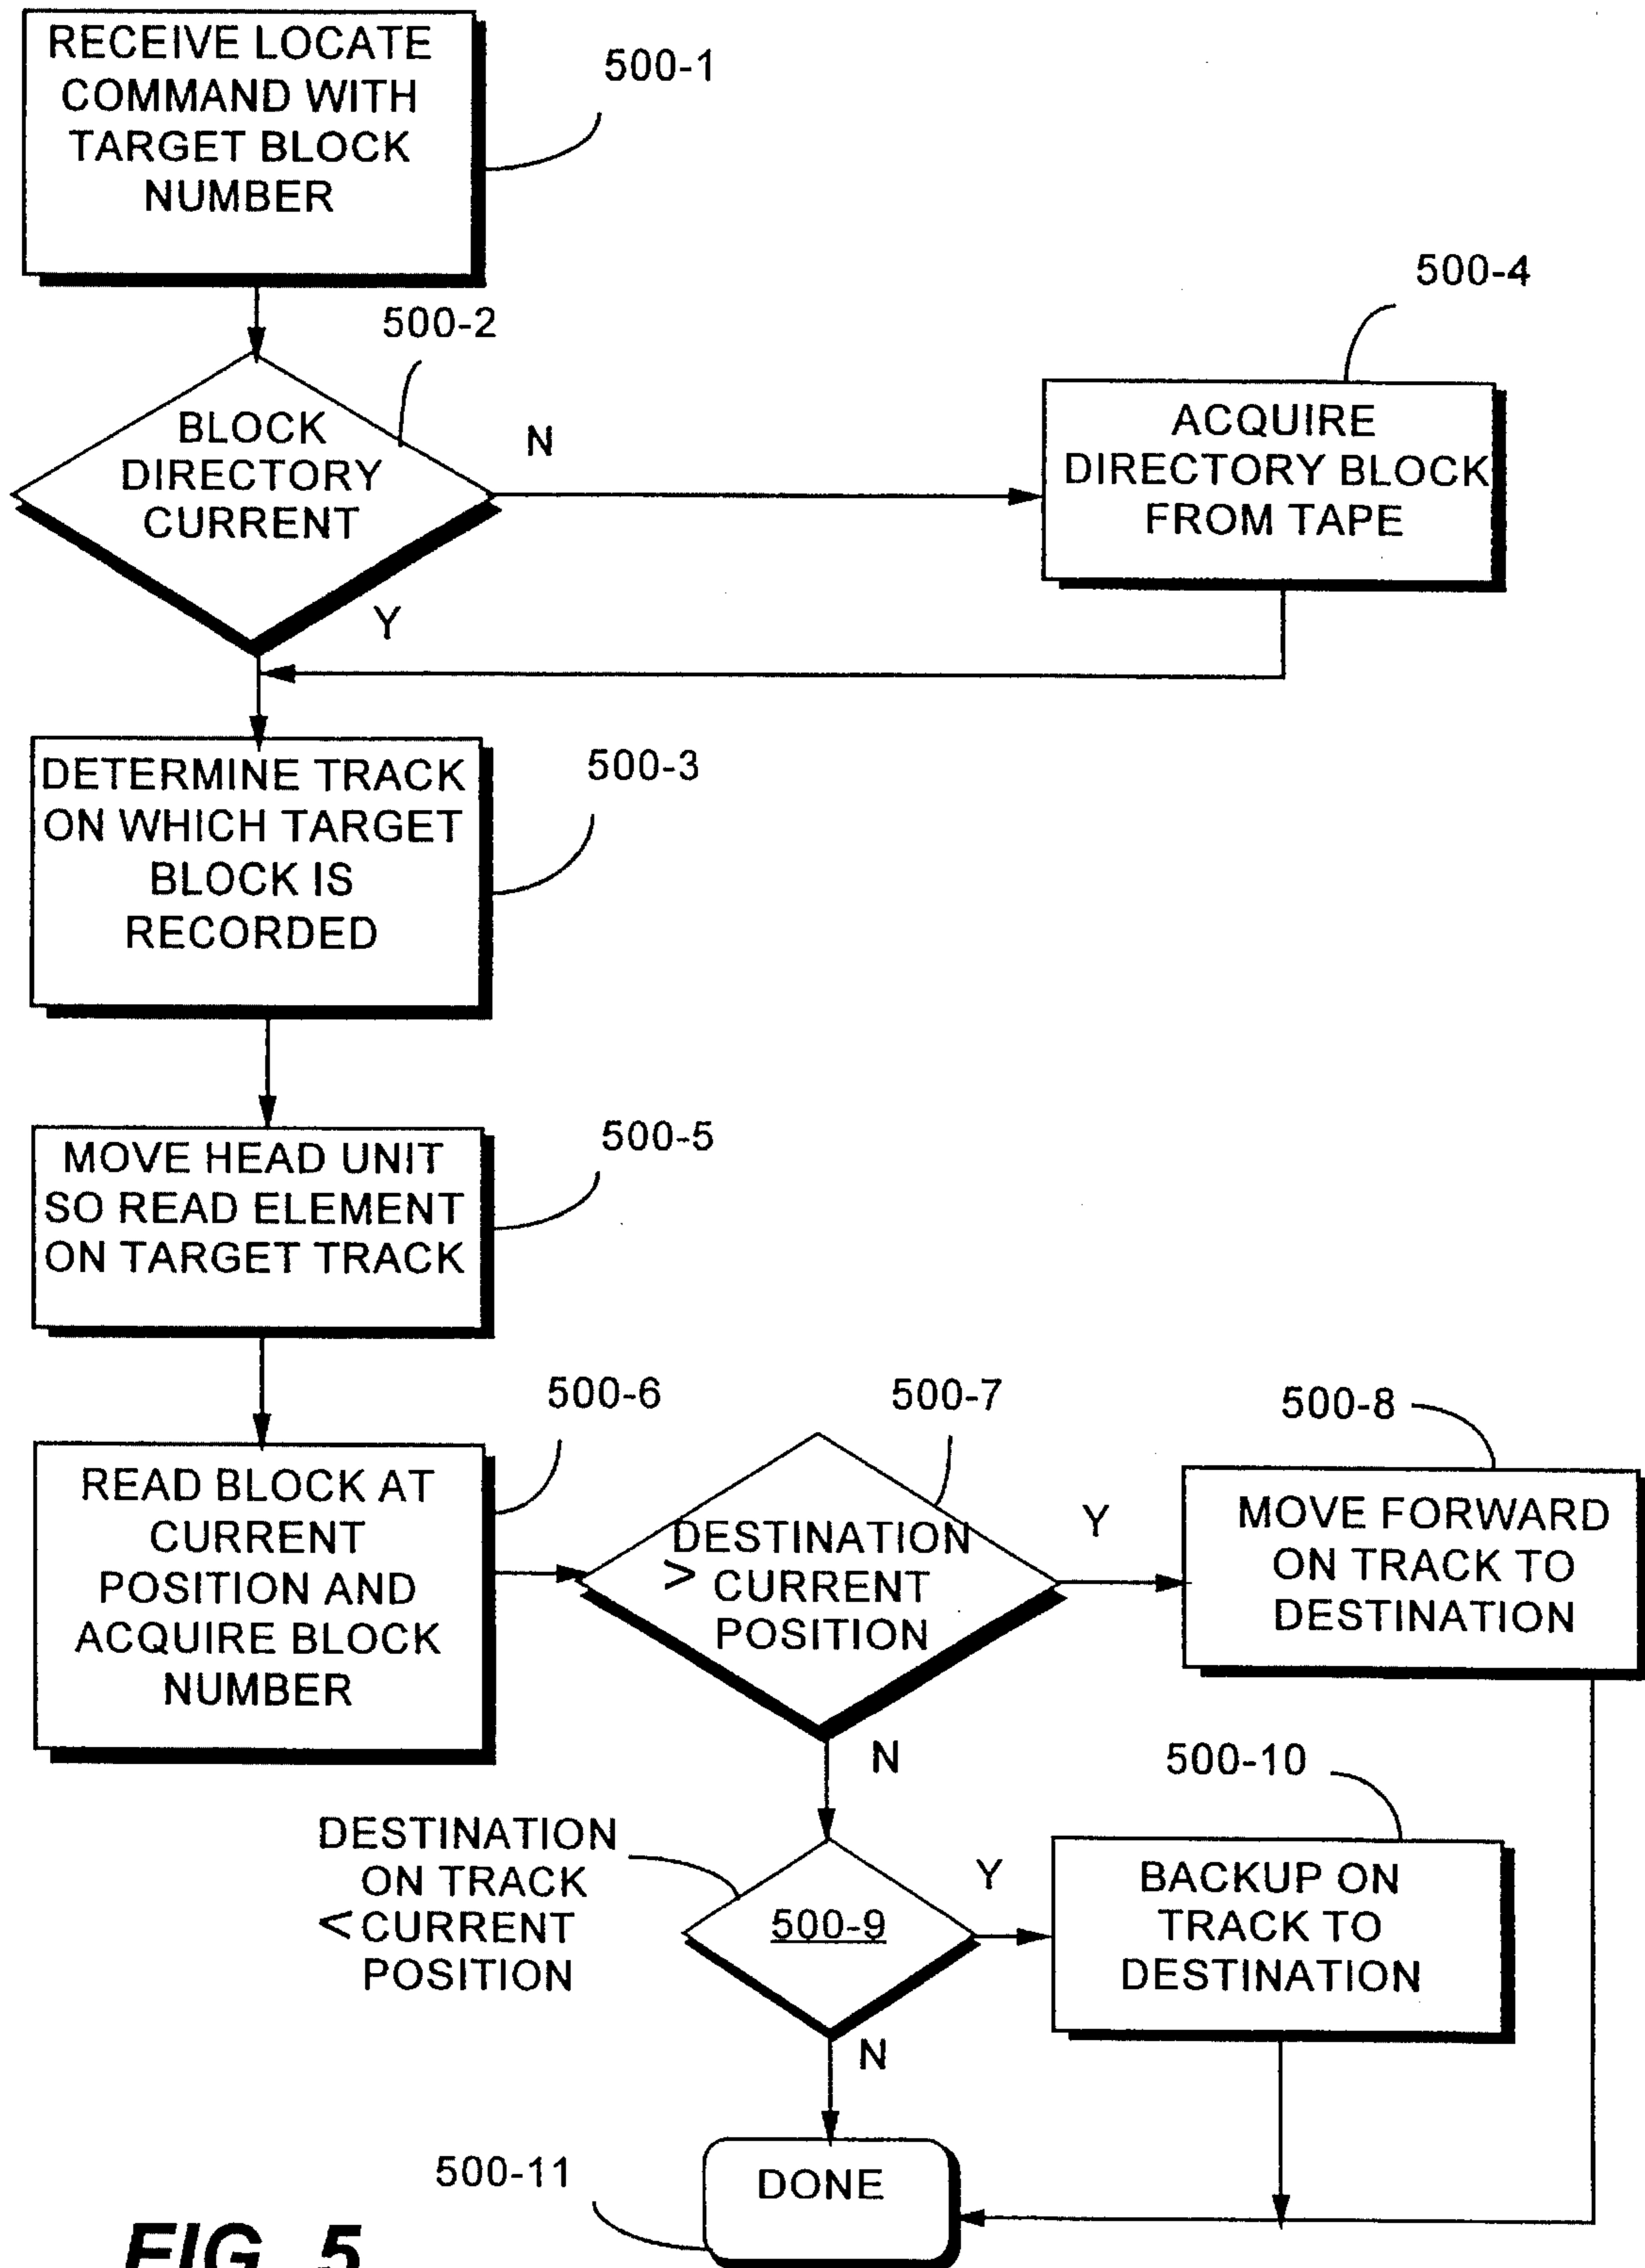 RECEIVE LOCATE
COMMAND WITH
TARGET BLOCK
NUMBER
500-1
500-2
BLOCK
DIRECTORY
CURRENT
N
Y
500-4
ACQUIRE
DIRECTORY BLOCK
FROM TAPE
DETERMINE TRACK
ON WHICH TARGET
BLOCK IS
RECORDED
500-3
MOVE HEAD UNIT
SO READ ELEMENT
ON TARGET TRACK
500-5
READ BLOCK AT
CURRENT
POSITION AND
ACQUIRE BLOCK
NUMBER
500-6
500-7
DESTINATION
> CURRENT
POSITION
Y
N
500-8
MOVE FORWARD
ON TRACK TO
DESTINATION
DESTINATION
ON TRACK
< CURRENT
POSITION
500-9
Y
N
500-10
BACKUP ON
TRACK TO
DESTINATION
500-11
DONE
FIG. 5